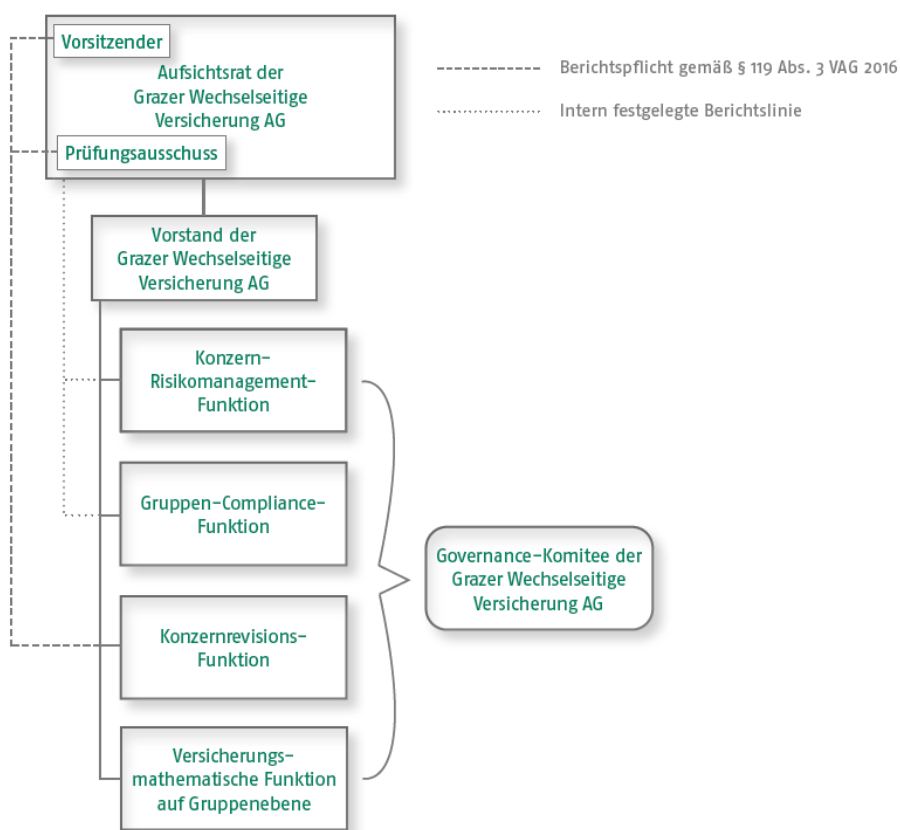 Vorsitzender
Aufsichtsrat der
Grazer Wechselseitige
Versicherung AG
Prüfungsausschuss
Berichtspflicht gemäß § 119 Abs. 3 VAG 2016
Intern festgelegte Berichtslinie
Vorstand der
Grazer Wechselseitige
Versicherung AG
Konzern-
Risikomanagement-
Funktion
Gruppen-Compliance-
Funktion
Konzernrevisions-
Funktion
Versicherungs-
mathematische Funktion
auf Gruppenebene
Governance-Komitee der
Grazer Wechselseitige
Versicherung AG